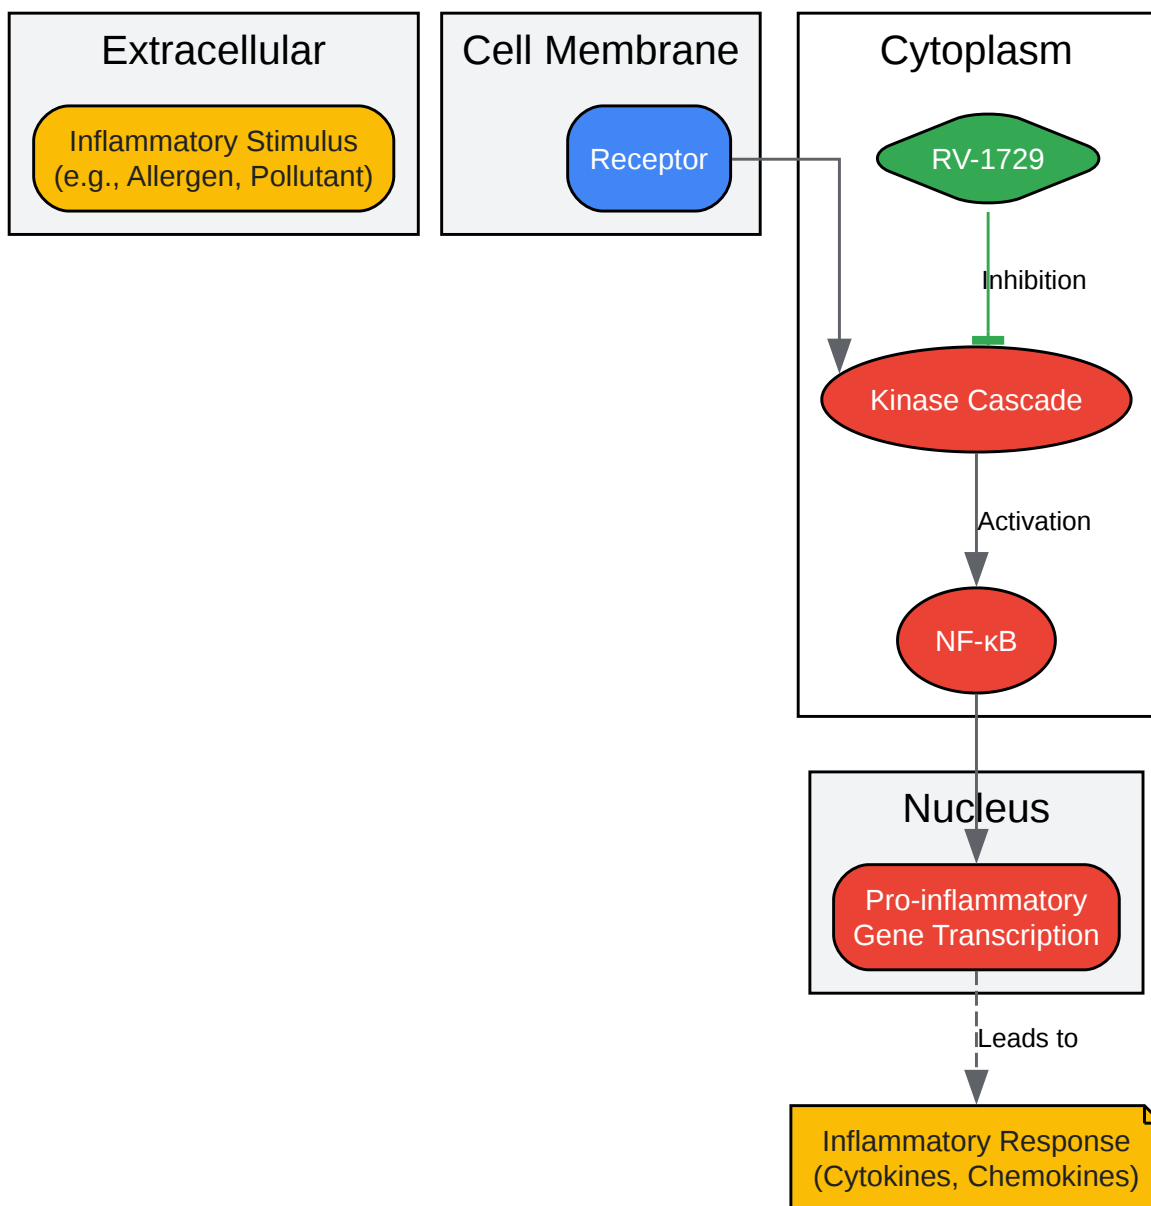 Extracellular
Inflammatory Stimulus
(e.g., Allergen, Pollutant)
Cell Membrane
Receptor
Cytoplasm
RV-1729
Inhibition
Kinase Cascade
Activation
NF-κB
Nucleus
Pro-inflammatory
Gene Transcription
Leads to
Inflammatory Response
(Cytokines, Chemokines)